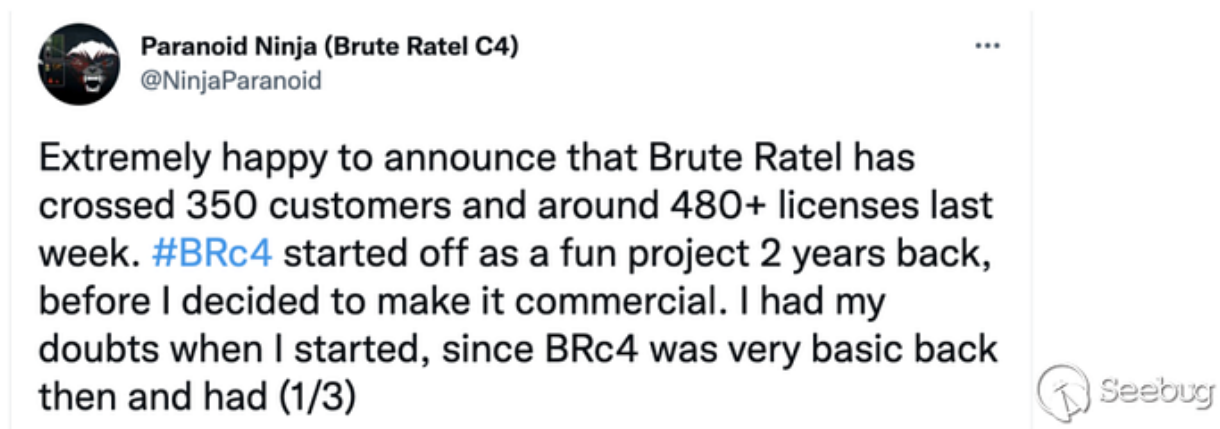 Paranoid Ninja (Brute Ratel C4)
@NinjaParanoid
Extremely happy to announce that Brute Ratel has
crossed 350 customers and around 480+ licenses last
week. #BRc4 started off as a fun project 2 years back,
before I decided to make it commercial. I had my
doubts when I started, since BRc4 was very basic back
then and had (1/3)
Seebug